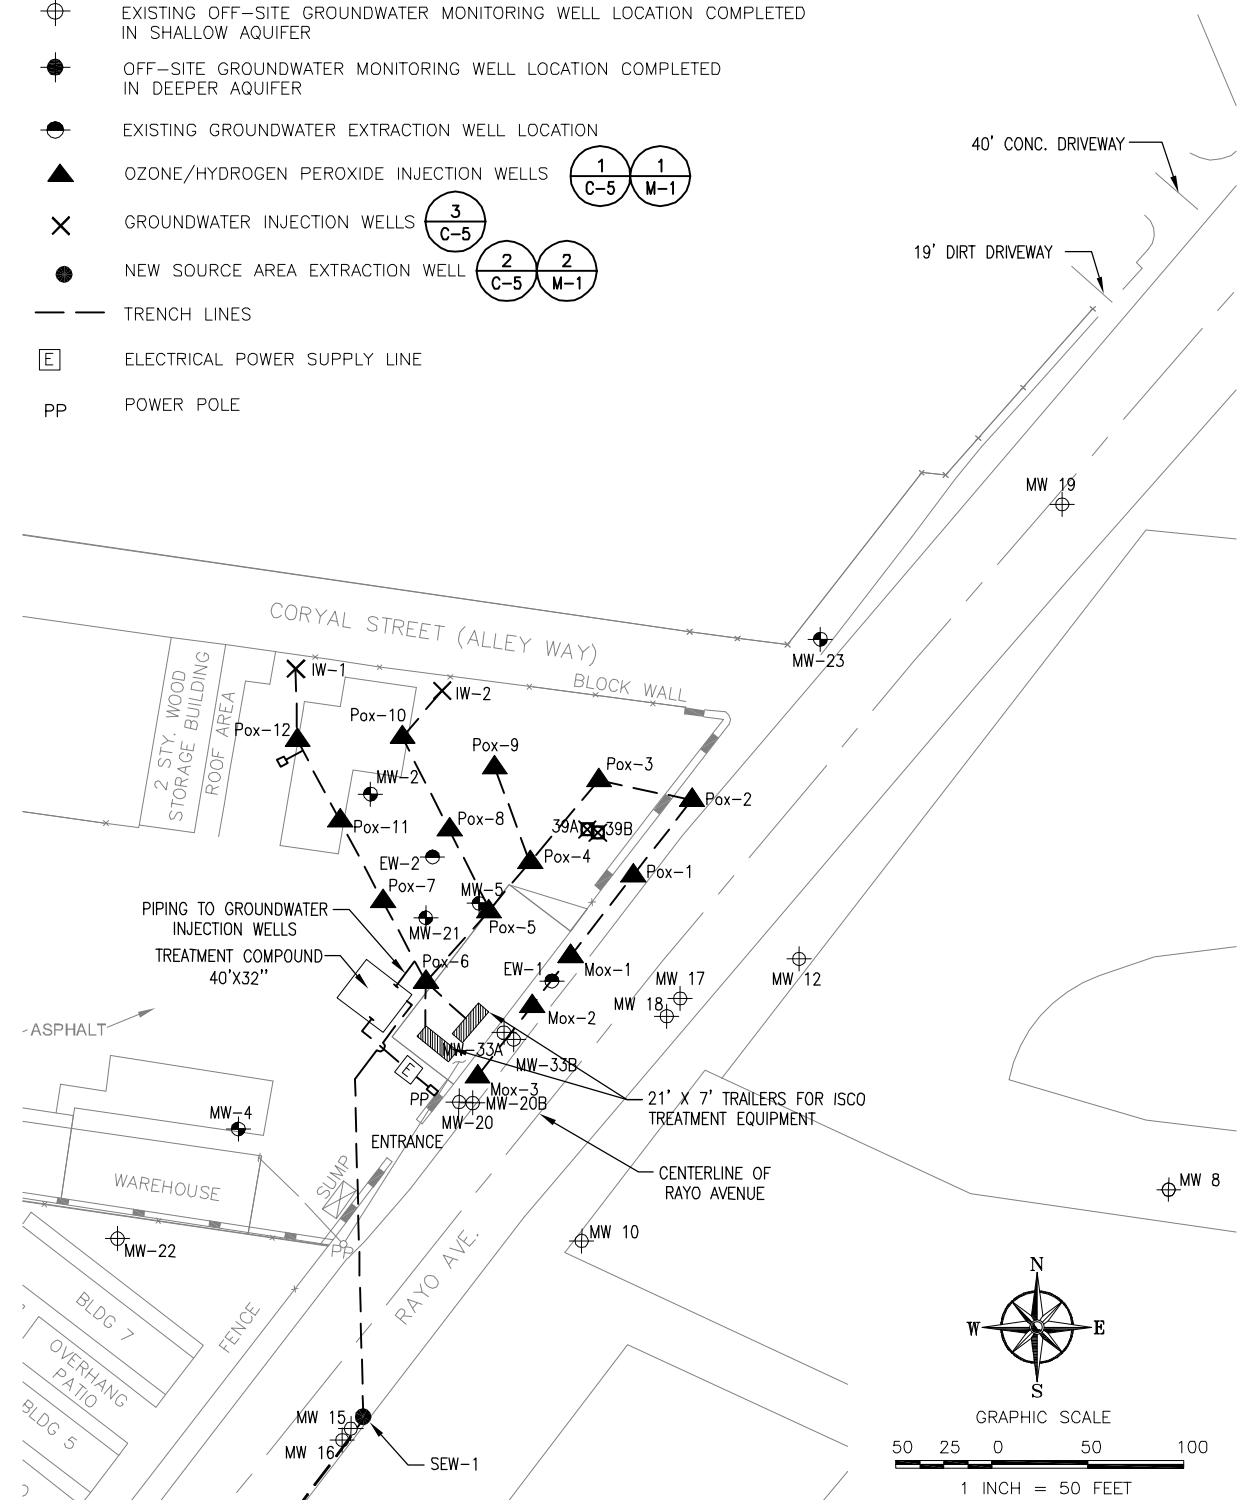 EXISTING OFF-SITE GROUNDWATER MONITORING WELL LOCATION COMPLETED
IN SHALLOW AQUIFER
OFF-SITE GROUNDWATER MONITORING WELL LOCATION COMPLETED
IN DEEPER AQUIFER
EXISTING GROUNDWATER EXTRACTION WELL LOCATION
OZONE/HYDROGEN PEROXIDE INJECTION WELLS
1
C-5
1
M-1
GROUNDWATER INJECTION WELLS
3
C-5
NEW SOURCE AREA EXTRACTION WELL
2
C-5
2
M-1
TRENCH LINES
E
ELECTRICAL POWER SUPPLY LINE
PP
POWER POLE
40' CONC. DRIVEWAY
19' DIRT DRIVEWAY
MW 19
CORYAL STREET (ALLEY WAY)
MW-23
BLOCK WALL
2 STY. WOOD
STORAGE BUILDING
ROOF AREA
IW-1
IW-2
Pox-12
Pox-10
Pox-9
Pox-3
Pox-2
MW-2
Pox-11
Pox-8
39A
39B
EW-2
Pox-4
Pox-1
Pox-7
MW-5
MW-21
Pox-5
PIPING TO GROUNDWATER
INJECTION WELLS
TREATMENT COMPOUND
40'X32"
Pox-6
EW-1
Mox-1
MW 17
MW 12
MW 18
Mox-2
ASPHALT
MW-33A
MW-33B
E
PP
Mox-3
MW-20B
MW-20
21' X 7' TRAILERS FOR ISCO
TREATMENT EQUIPMENT
MW-4
ENTRANCE
CENTERLINE OF
RAYO AVENUE
WAREHOUSE
SUMP
MW 8
MW-22
PP
MW 10
RAYO AVE.
BLDG 7
FENCE
OVERHANG
PATIO
BLDG 5
MW 15
MW 16
SEW-1
N
W
E
S
GRAPHIC SCALE
50 25 0 50 100
1 INCH = 50 FEET